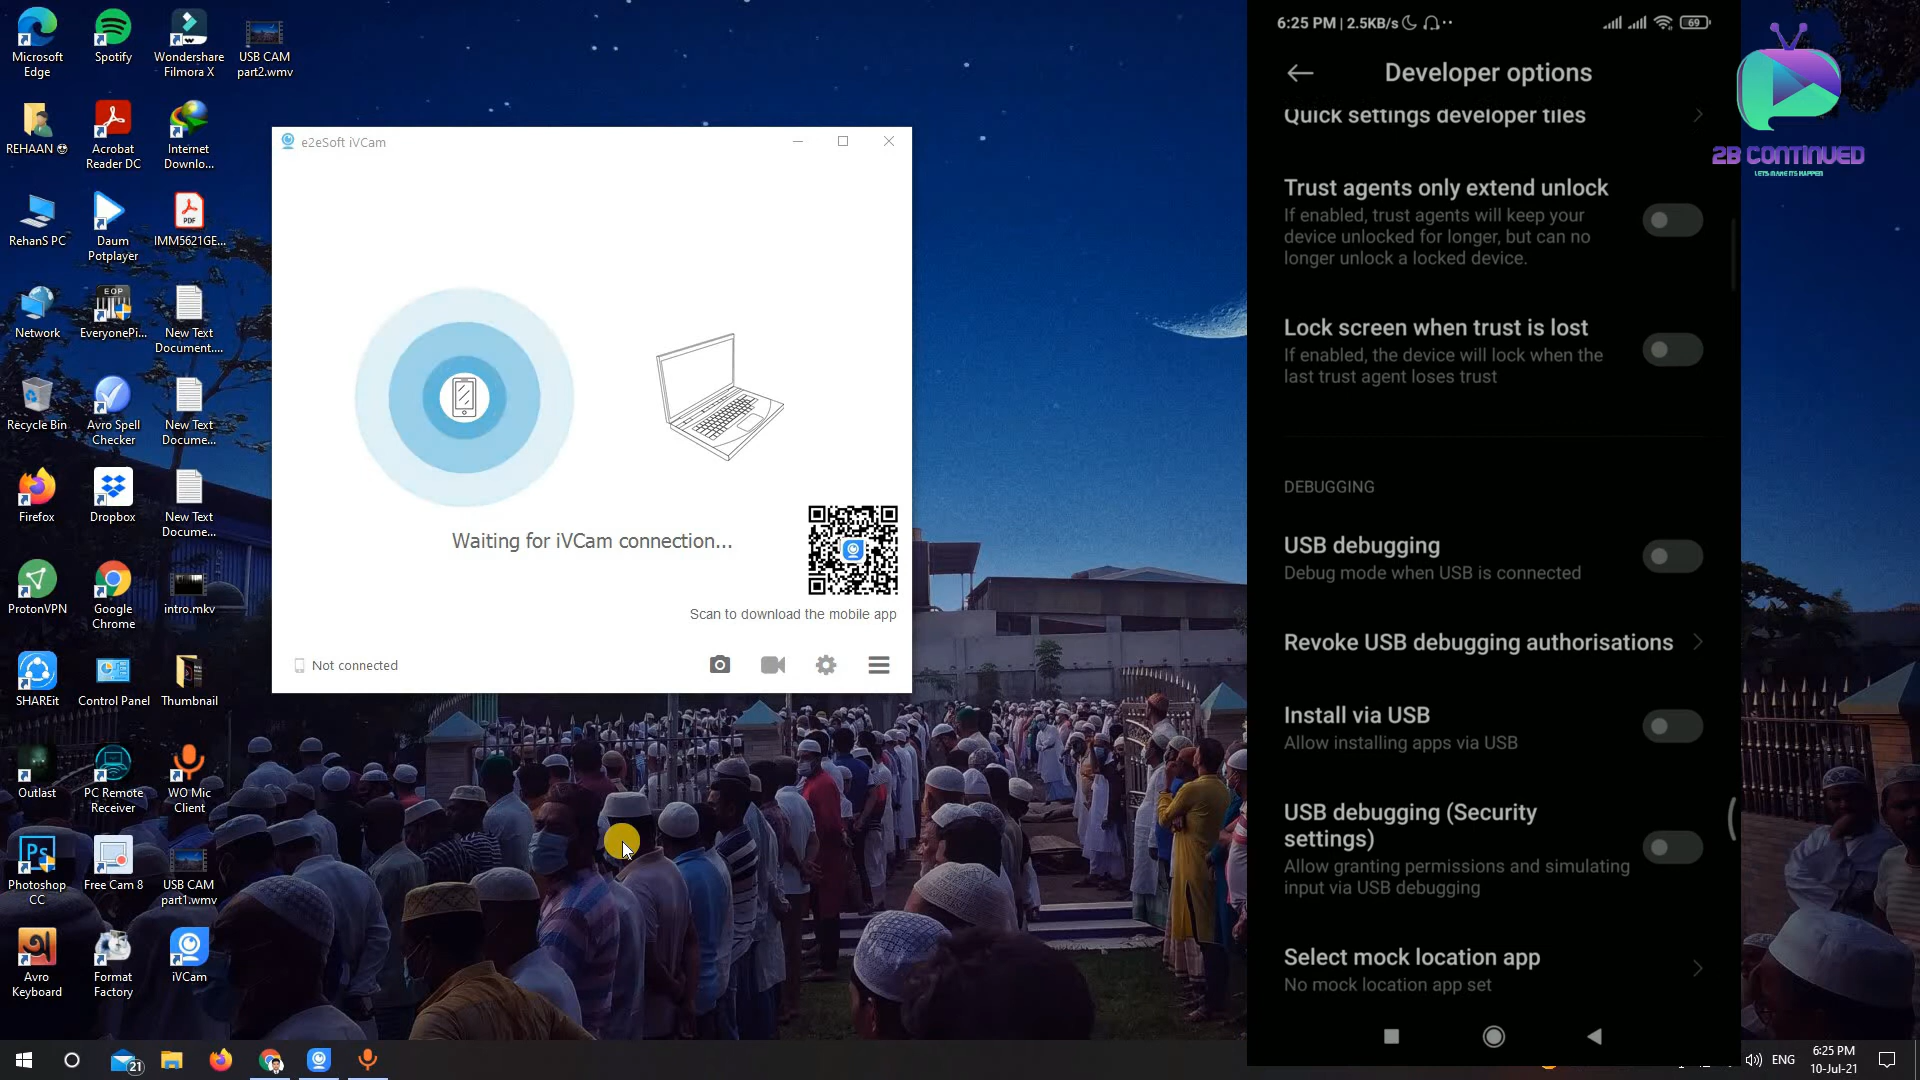 Microsoft
Edge
Spotify
Wondershare
Filmora X
USB CAM
part2.wmv
REHAAN 😍
Acrobat
Reader DC
Internet
Downlo...
RehanS PC
Daum
Potplayer
PDF
IMM5621GE...
Network
EOP
EveryonePi...
New Text
Document....
Recycle Bin
Avro Spell
Checker
New Text
Docume...
Firefox
Dropbox
New Text
Docume...
ProtonVPN
Google
Chrome
intro.mkv
SHAREit
Control Panel
Thumbnail
Outlast
PC Remote
Receiver
WO Mic
Client
Ps
Photoshop
CC
Free Cam 8
USB CAM
part1.wmv
অ
Avro
Keyboard
Format
Factory
iVCam
e2eSoft iVCam
Waiting for iVCam connection...
Scan to download the mobile app
Not connected
6:25 PM | 2.5KB/s
69
Developer options
Quick settings developer tiles
Trust agents only extend unlock
If enabled, trust agents will keep your
device unlocked for longer, but can no
longer unlock a locked device.
Lock screen when trust is lost
If enabled, the device will lock when the
last trust agent loses trust
DEBUGGING
USB debugging
Debug mode when USB is connected
Revoke USB debugging authorisations
Install via USB
Allow installing apps via USB
USB debugging (Security
settings)
Allow granting permissions and simulating
input via USB debugging
Select mock location app
No mock location app set
2B CONTINUED
LETS MAKE ITS HAPPEN
21
ENG
6:25 PM
10-Jul-21